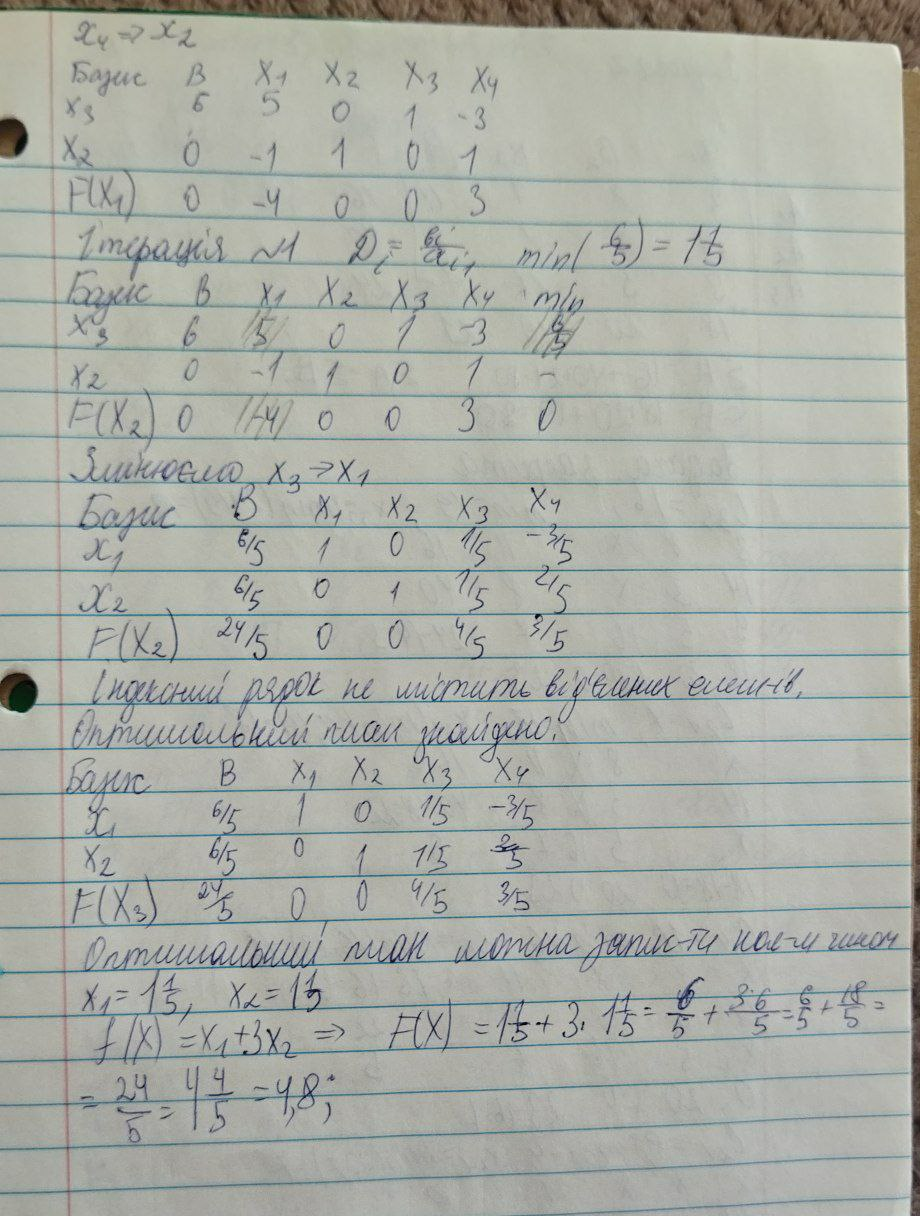 x₄ => x₂
Базис B x₁ x₂ x₃ x₄
x₃ 6 5 0 1 -3
x₂ 0 -1 1 0 1
F(X₁) 0 -4 0 0 3
Ітерація №1 Dᵢ = bᵢ/aᵢ₁ min(6/5) = 1 1/5
Базис B x₁ x₂ x₃ x₄ min
x₃ 6 5 0 1 -3 6/5
x₂ 0 -1 1 0 1 -
F(X₂) 0 -4 0 0 3 0
Змінюємо x₃ => x₁
Базис B x₁ x₂ x₃ x₄
x₁ 6/5 1 0 1/5 -3/5
x₂ 6/5 0 1 1/5 2/5
F(X₂) 24/5 0 0 4/5 3/5
Індексний рядок не містить від'ємних елем-ів.
Оптимальний план знайдено.
Базис B x₁ x₂ x₃ x₄
x₁ 6/5 1 0 1/5 -3/5
x₂ 6/5 0 1 1/5 2/5
F(X₃) 24/5 0 0 4/5 3/5
Оптимальний план можна запис-ти нас-м чином
x₁ = 1 1/5, x₂ = 1 1/5
f(X) = x₁ + 3x₂ => F(X) = 1 1/5 + 3 · 1 1/5 = 6/5 + 3·6/5 = 6/5 + 18/5 =
= 24/5 = 4 4/5 = 4,8;